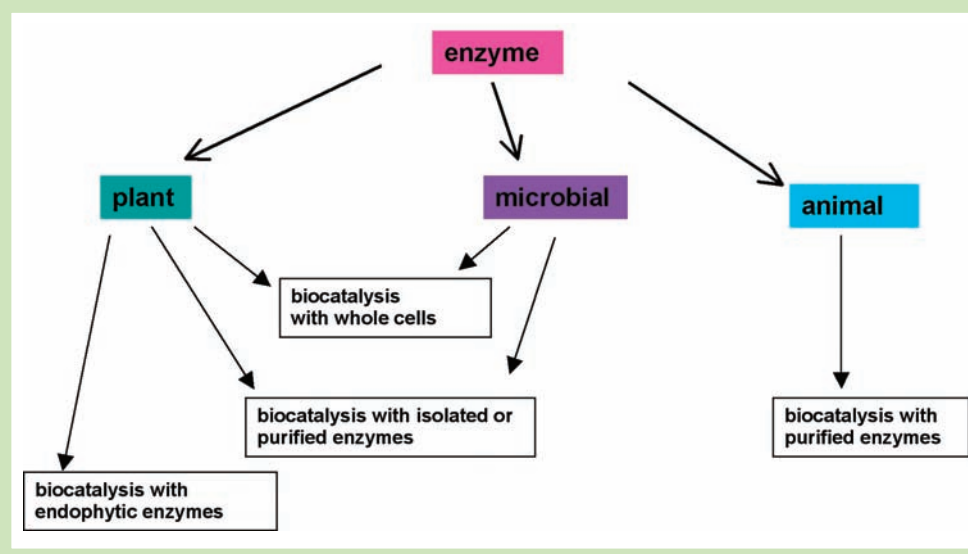 enzyme
plant
microbial
animal
biocatalysis
with whole cells
biocatalysis with isolated or
purified enzymes
biocatalysis with
purified enzymes
biocatalysis with
endophytic enzymes